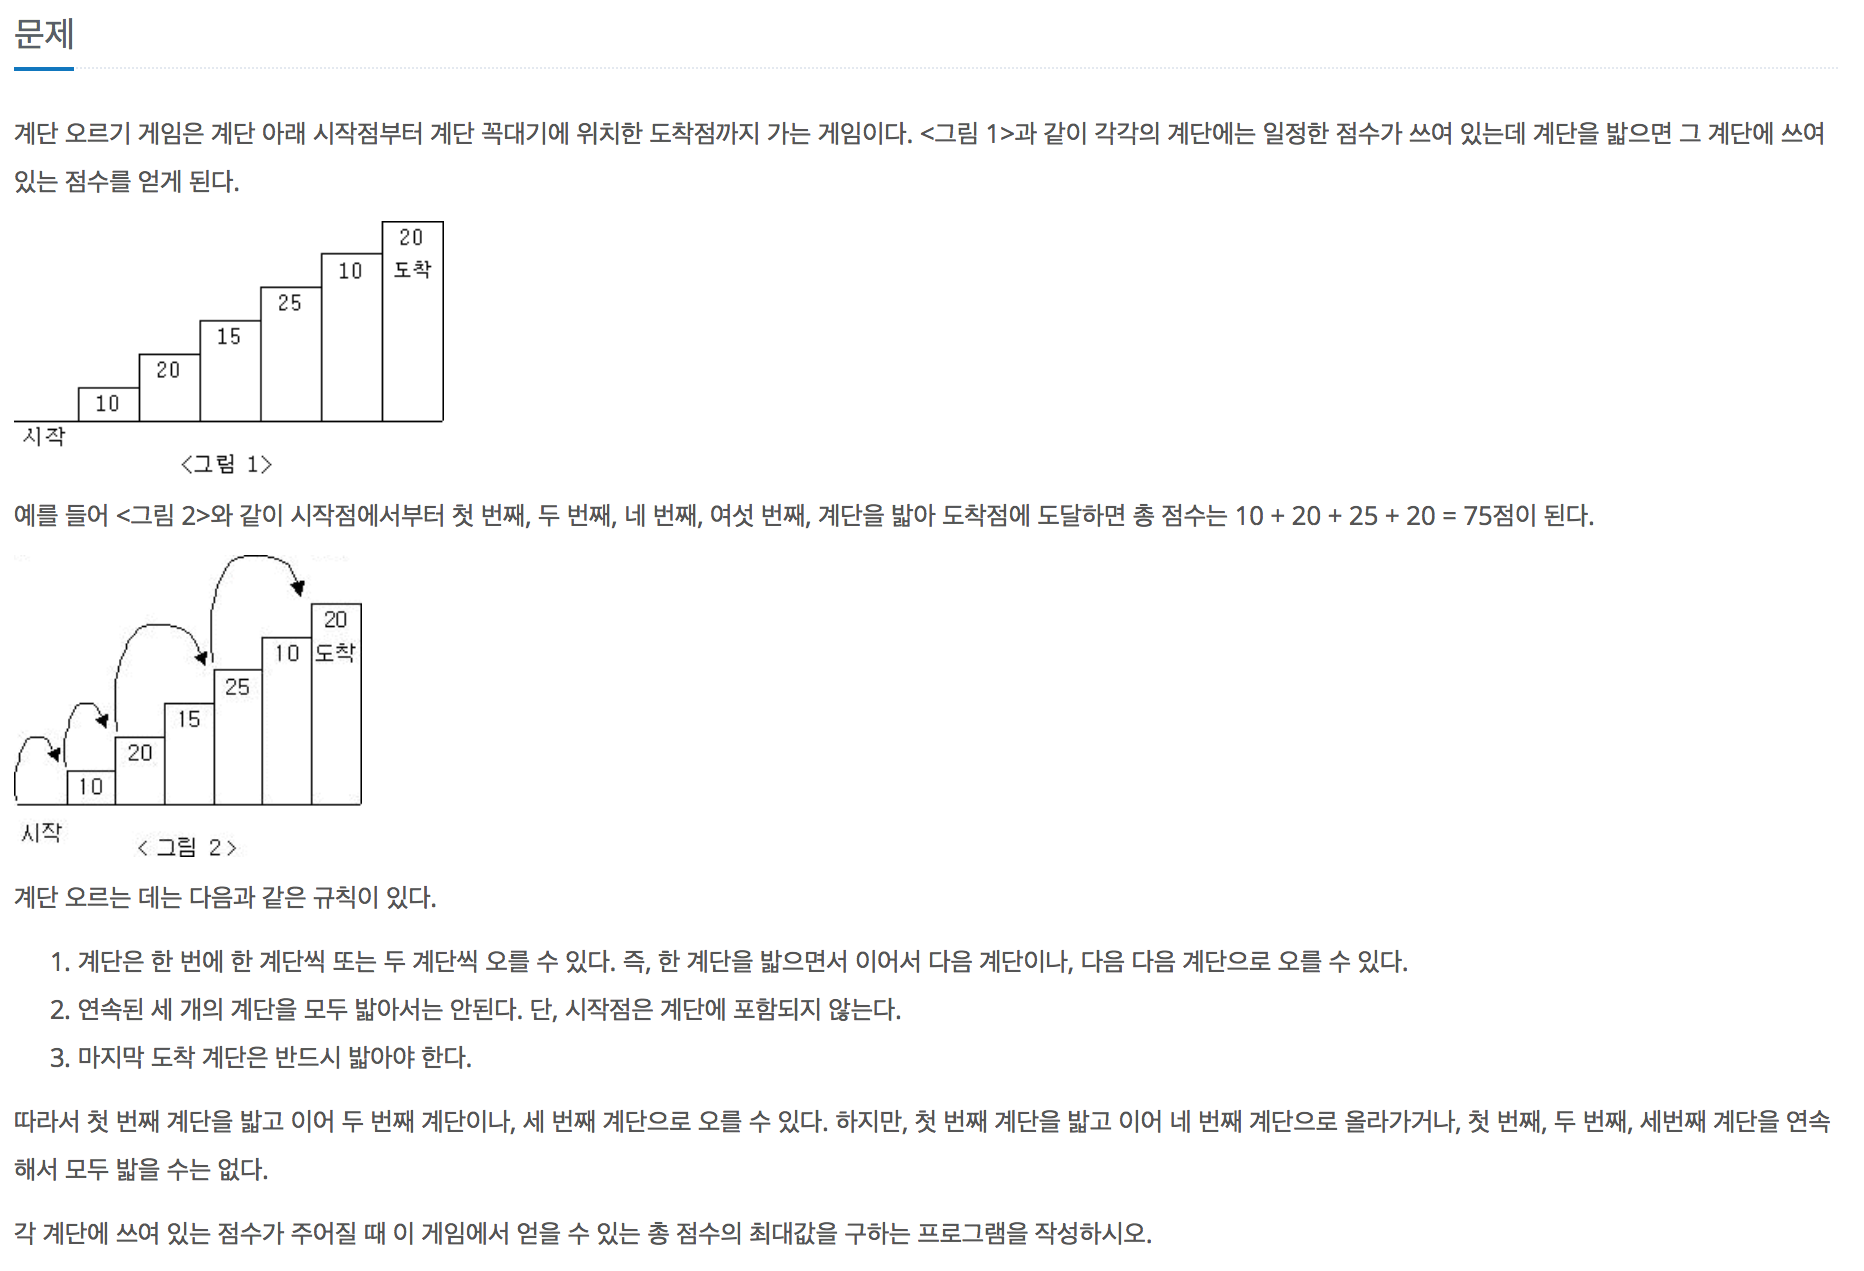 문제
계단 오르기 게임은 계단 아래 시작점부터 계단 꼭대기에 위치한 도착점까지 가는 게임이다. <그림 1>과 같이 각각의 계단에는 일정한 점수가 쓰여 있는데 계단을 밟으면 그 계단에 쓰여
있는 점수를 얻게 된다.
20
도착
10
25
15
20
10
시작
<그림 1>
예를 들어 <그림 2>와 같이 시작점에서부터 첫 번째, 두 번째, 네 번째, 여섯 번째, 계단을 밟아 도착점에 도달하면 총 점수는 10 + 20 + 25 + 20 = 75점이 된다.
20
도착
10
25
15
20
10
시작
< 그림 2>
계단 오르는 데는 다음과 같은 규칙이 있다.
1. 계단은 한 번에 한 계단씩 또는 두 계단씩 오를 수 있다. 즉, 한 계단을 밟으면서 이어서 다음 계단이나, 다음 다음 계단으로 오를 수 있다.
2. 연속된 세 개의 계단을 모두 밟아서는 안된다. 단, 시작점은 계단에 포함되지 않는다.
3. 마지막 도착 계단은 반드시 밟아야 한다.
따라서 첫 번째 계단을 밟고 이어 두 번째 계단이나, 세 번째 계단으로 오를 수 있다. 하지만, 첫 번째 계단을 밟고 이어 네 번째 계단으로 올라가거나, 첫 번째, 두 번째, 세번째 계단을 연속
해서 모두 밟을 수는 없다.
각 계단에 쓰여 있는 점수가 주어질 때 이 게임에서 얻을 수 있는 총 점수의 최대값을 구하는 프로그램을 작성하시오.